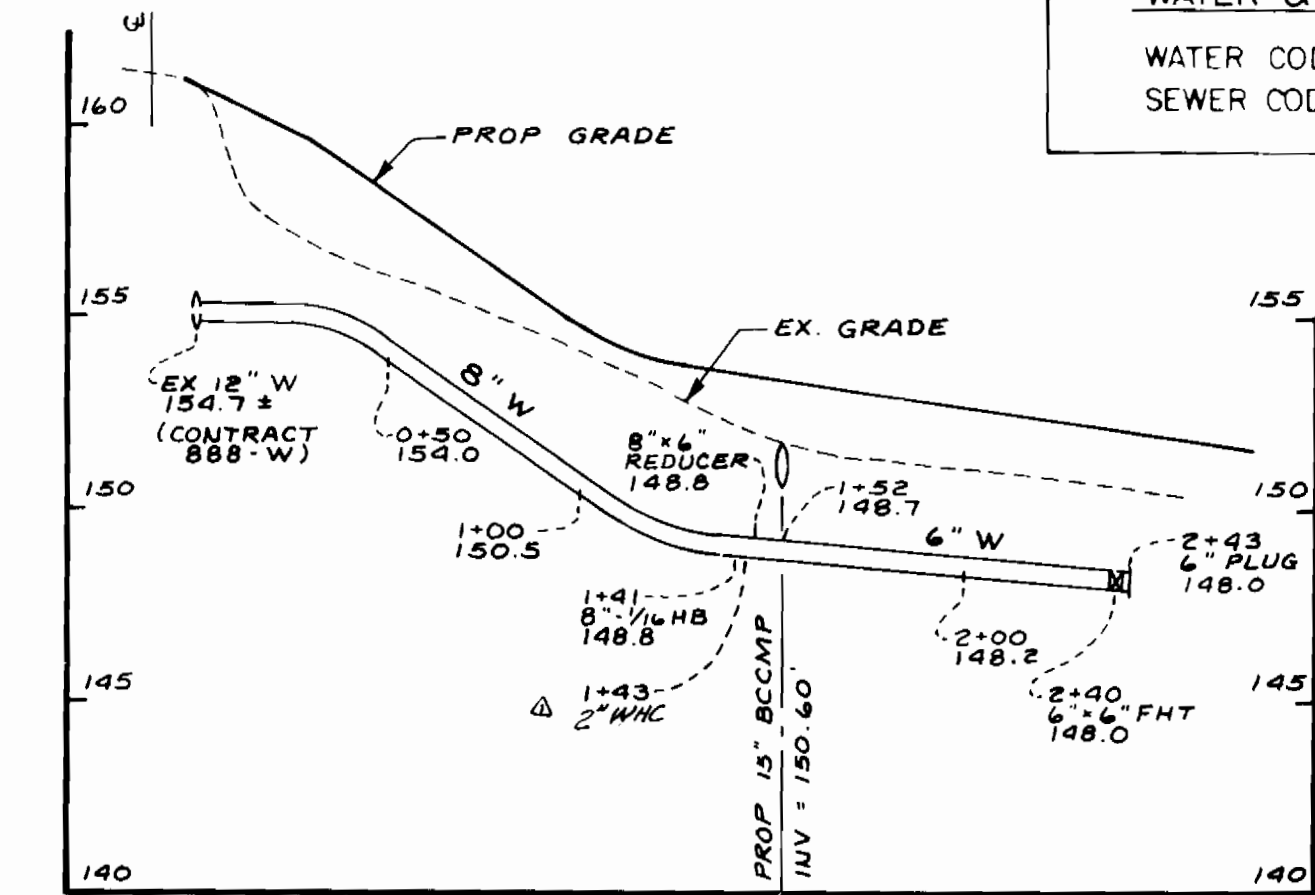 WATER COD
SEWER COD
160
PROP GRADE
155
155
EX. GRADE
EX 12" W
154.7 ±
(CONTRACT
888-W)
8" W
0+50
154.0
8"x6"
REDUCER
148.8
150
150
1+52
148.7
1+00
150.5
6" W
2+43
6" PLUG
148.0
1+41
8"-1/16 HB
148.8
2+00
148.2
145
145
1+43
2" WHC
2+40
6"x6" FHT
148.0
PROP 15" BCCMP
INV = 150.60'
140
140